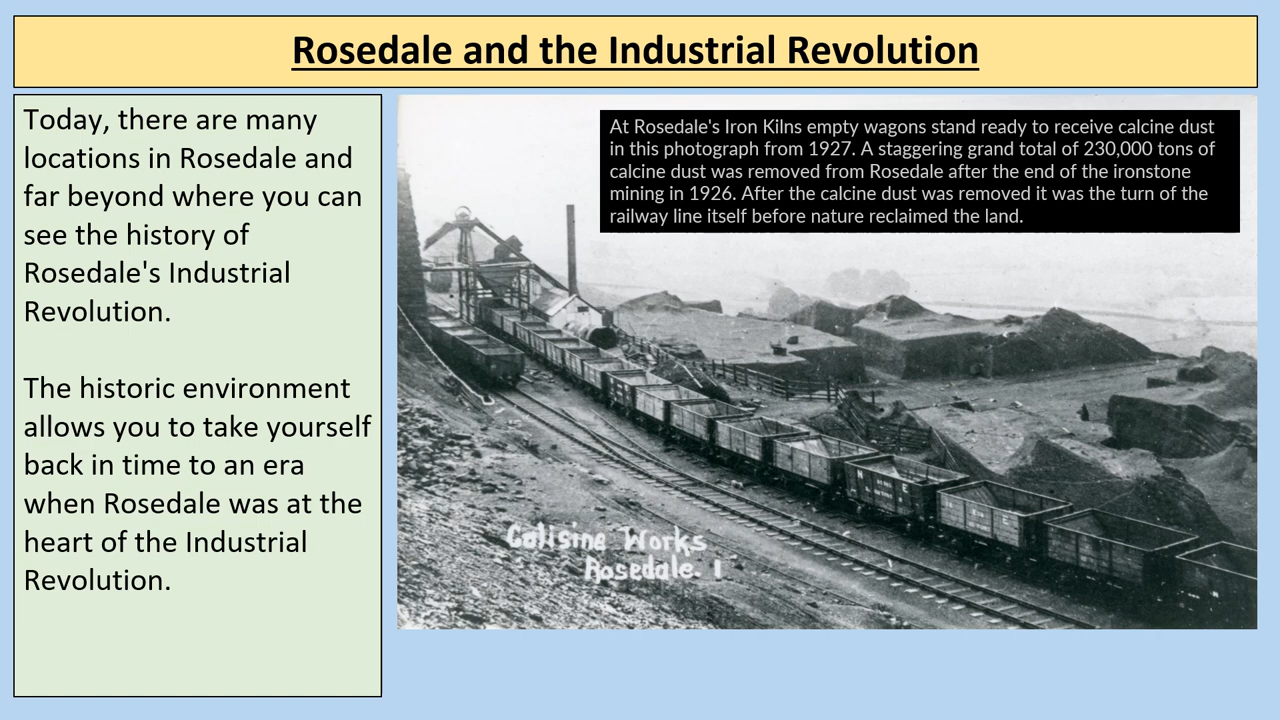 Rosedale and the Industrial Revolution
Today, there are many
locations in Rosedale and
far beyond where you can
see the history of
Rosedale's Industrial
Revolution.
The historic environment
allows you to take yourself
back in time to an era
when Rosedale was at the
heart of the Industrial
Revolution.
At Rosedale's Iron Kilns empty wagons stand ready to receive calcine dust
in this photograph from 1927. A staggering grand total of 230,000 tons of
calcine dust was removed from Rosedale after the end of the ironstone
mining in 1926. After the calcine dust was removed it was the turn of the
railway line itself before nature reclaimed the land.
N E
Calisine Works
Rosedale. 1